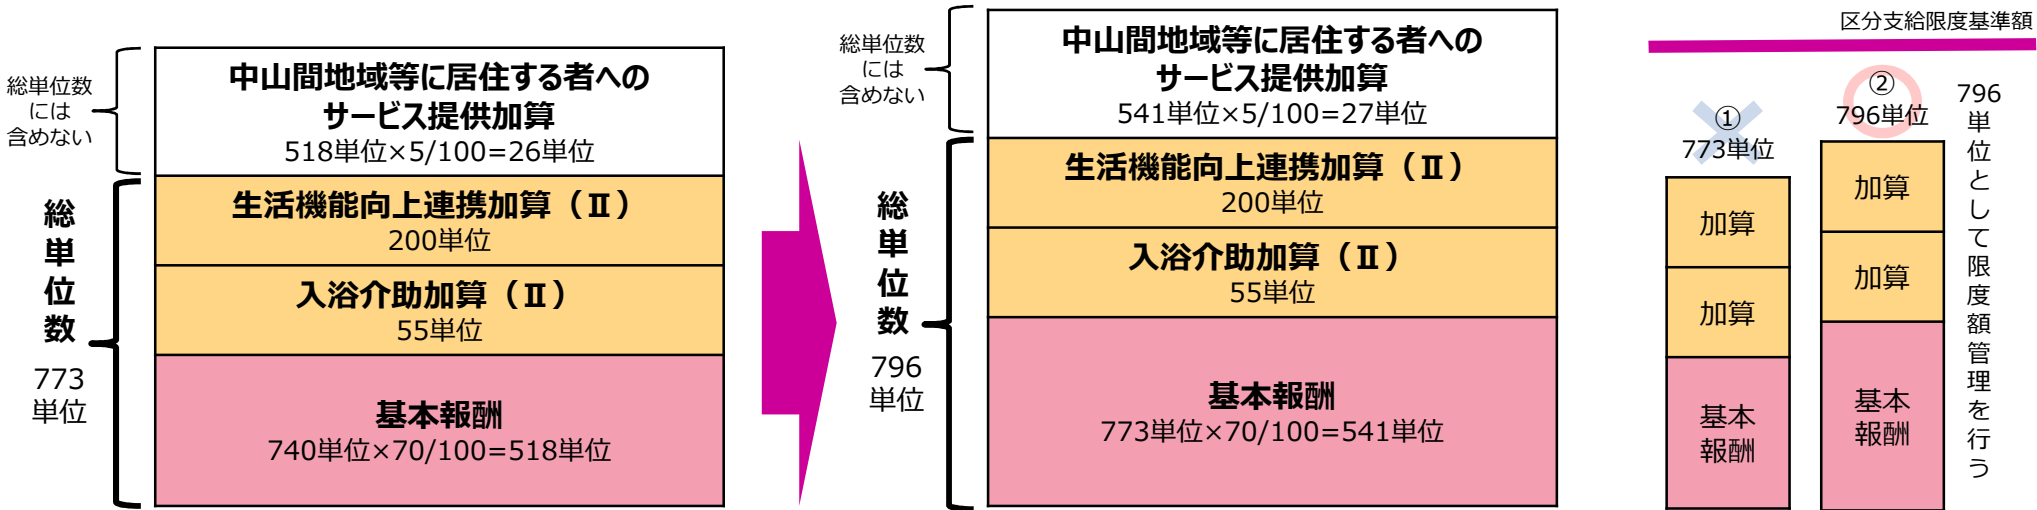 総単位数
には
含めない
中山間地域等に居住する者への
サービス提供加算
518単位×5/100=26単位
生活機能向上連携加算（Ⅱ）
200単位
入浴介助加算（Ⅱ）
55単位
基本報酬
740単位×70/100=518単位
総単位数
773
単位
総単位数
には
含めない
中山間地域等に居住する者への
サービス提供加算
541単位×5/100=27単位
生活機能向上連携加算（Ⅱ）
200単位
入浴介助加算（Ⅱ）
55単位
基本報酬
773単位×70/100=541単位
総単位数
796
単位
区分支給限度基準額
①
773単位
加算
加算
基本
報酬
②
796単位
加算
加算
基本
報酬
796単位として限度額管理を行う